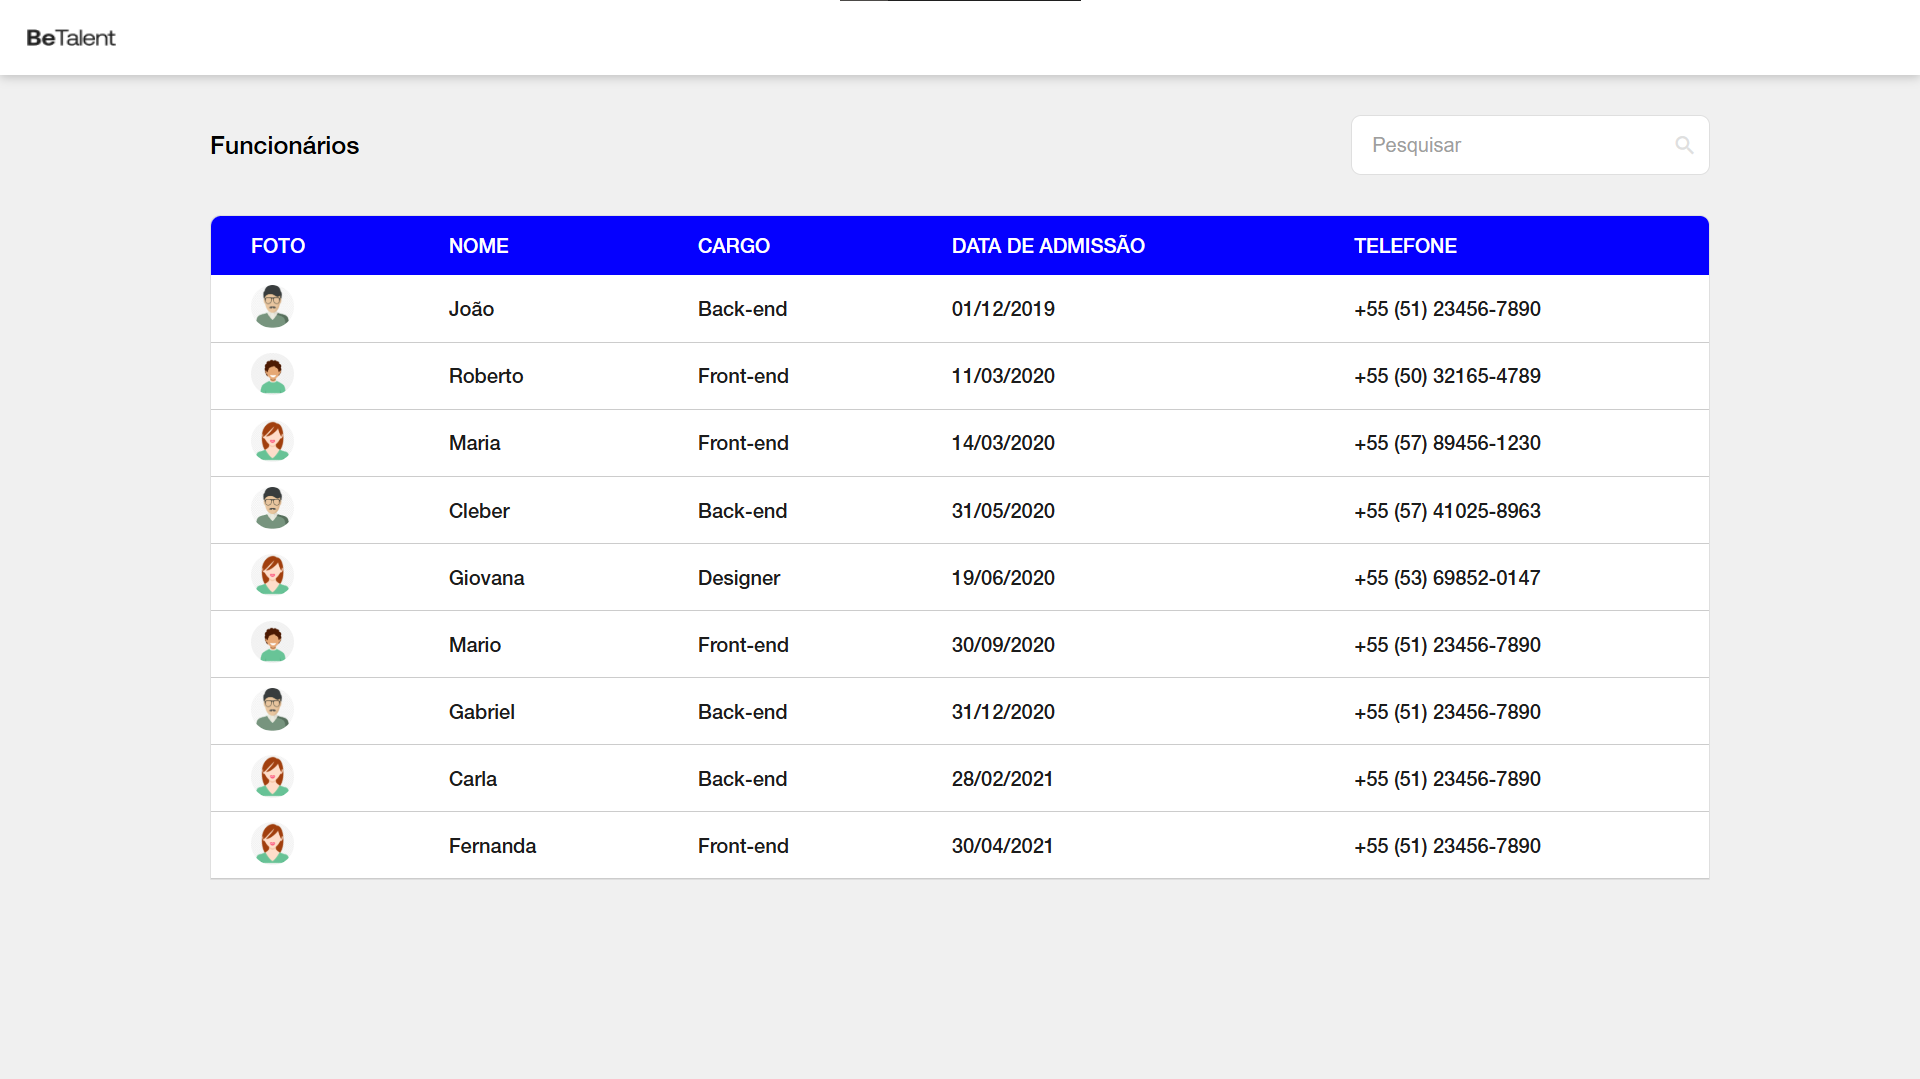 BeTalent
Funcionários
Pesquisar
FOTO NOME CARGO DATA DE ADMISSÃO TELEFONE
João Back-end 01/12/2019 +55 (51) 23456-7890
Roberto Front-end 11/03/2020 +55 (50) 32165-4789
Maria Front-end 14/03/2020 +55 (57) 89456-1230
Cleber Back-end 31/05/2020 +55 (57) 41025-8963
Giovana Designer 19/06/2020 +55 (53) 69852-0147
Mario Front-end 30/09/2020 +55 (51) 23456-7890
Gabriel Back-end 31/12/2020 +55 (51) 23456-7890
Carla Back-end 28/02/2021 +55 (51) 23456-7890
Fernanda Front-end 30/04/2021 +55 (51) 23456-7890